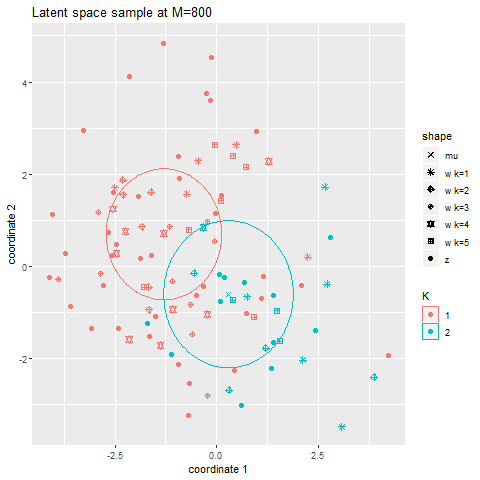 Latent space sample at M=800
4
2
0
-2
coordinate 2
-2.5
0.0
2.5
coordinate 1
shape
mu
w k=1
w k=2
w k=3
w k=4
w k=5
z
K
1
2